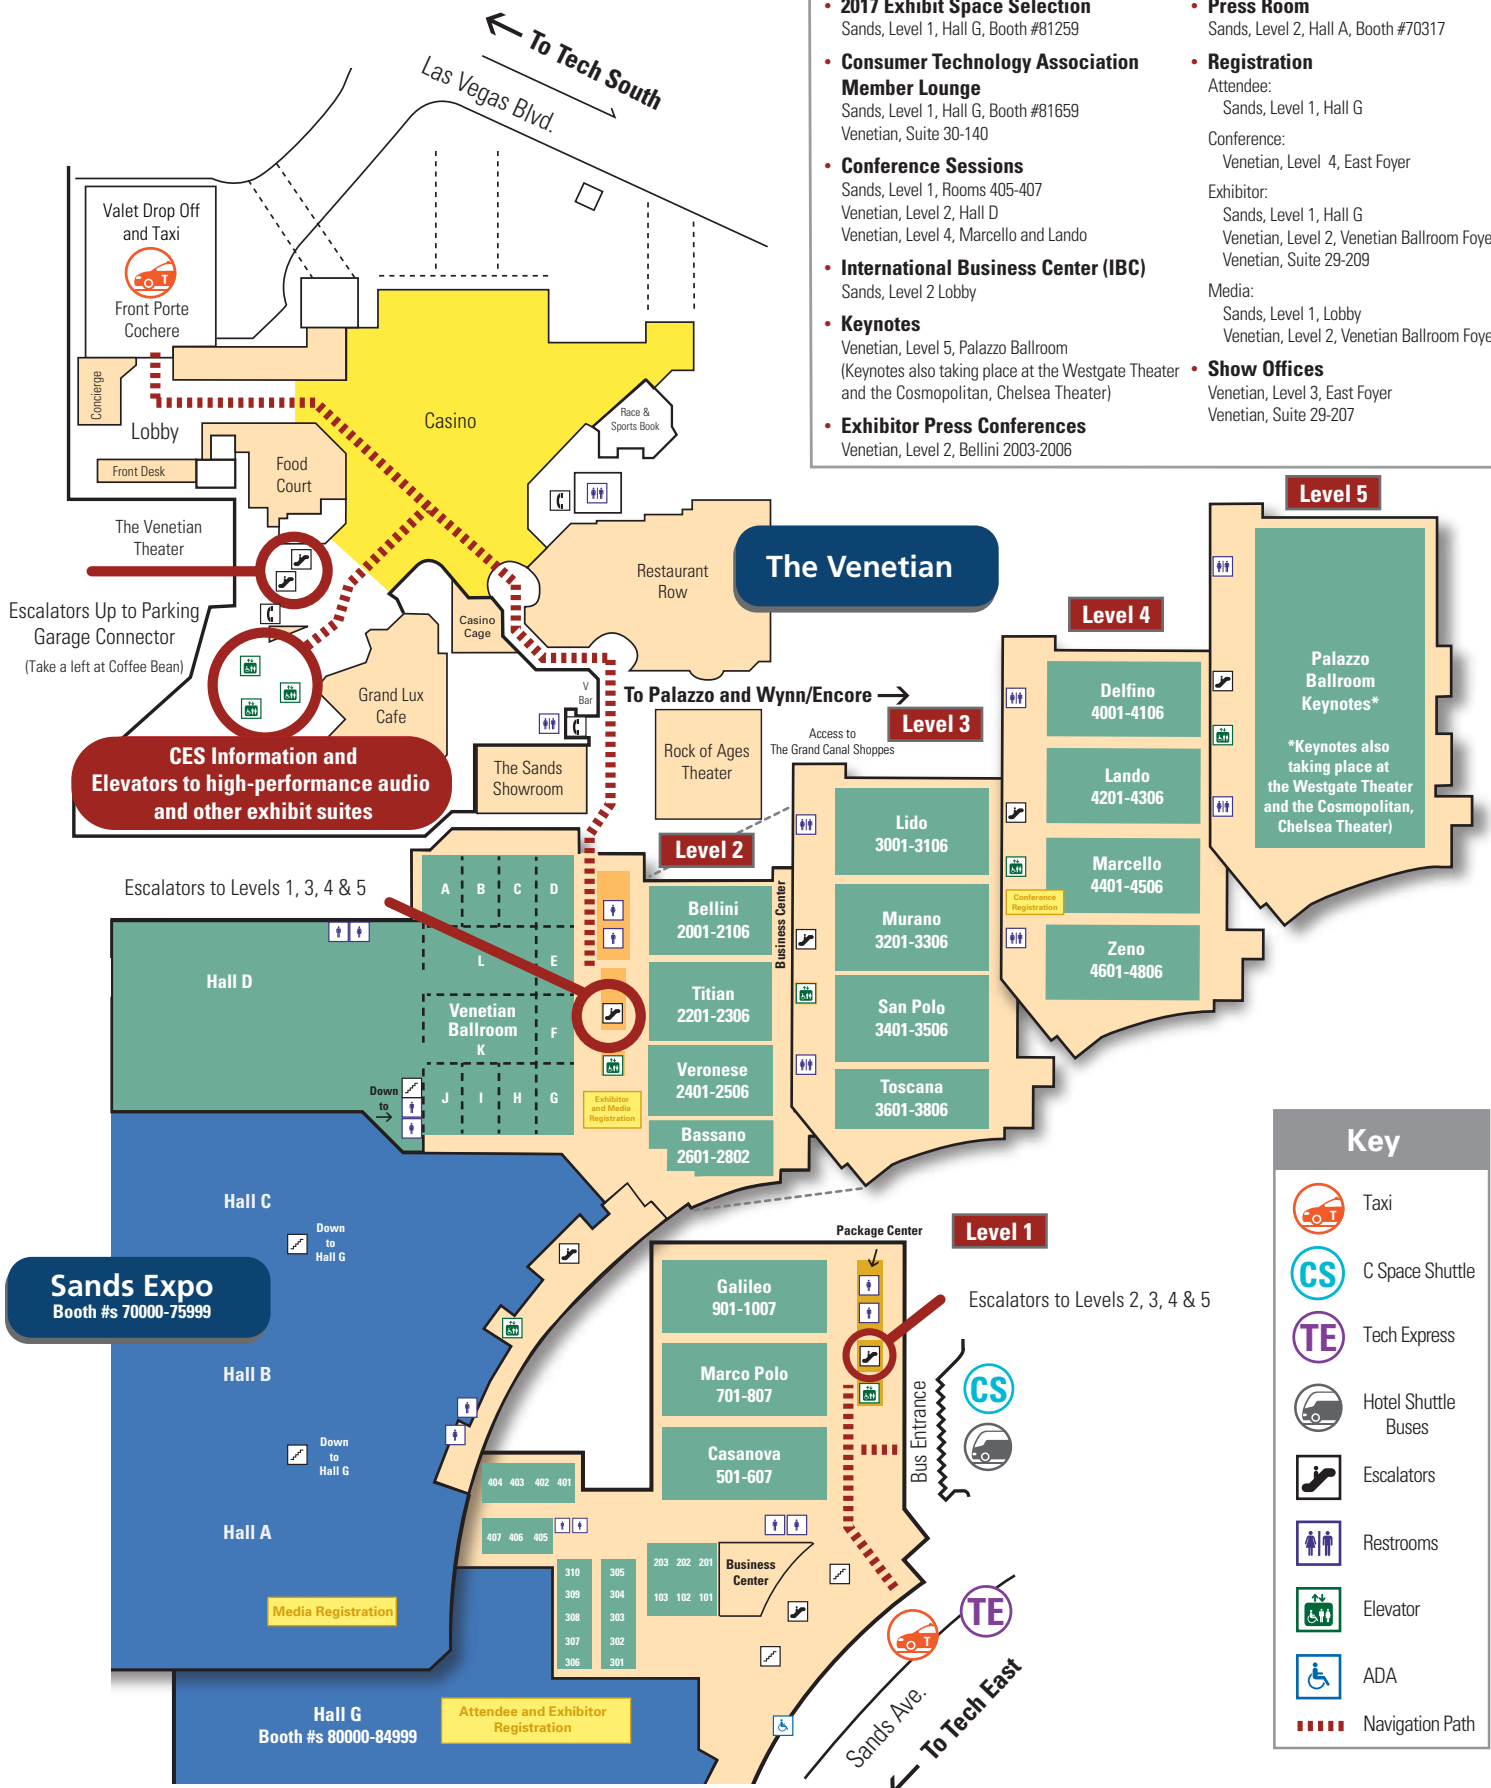 • 2017 Exhibit Space Selection
Sands, Level 1, Hall G, Booth #81259
• Consumer Technology Association
Member Lounge
Sands, Level 1, Hall G, Booth #81659
Venetian, Suite 30-140
• Conference Sessions
Sands, Level 1, Rooms 405-407
Venetian, Level 2, Hall D
Venetian, Level 4, Marcello and Lando
• International Business Center (IBC)
Sands, Level 2 Lobby
• Keynotes
Venetian, Level 5, Palazzo Ballroom
(Keynotes also taking place at the Westgate Theater
and the Cosmopolitan, Chelsea Theater)
• Exhibitor Press Conferences
Venetian, Level 2, Bellini 2003-2006
• Press Room
Sands, Level 2, Hall A, Booth #70317
• Registration
Attendee:
Sands, Level 1, Hall G
Conference:
Venetian, Level 4, East Foyer
Exhibitor:
Sands, Level 1, Hall G
Venetian, Level 2, Venetian Ballroom Foye
Venetian, Suite 29-209
Media:
Sands, Level 1, Lobby
Venetian, Level 2, Venetian Ballroom Foye
• Show Offices
Venetian, Level 3, East Foyer
Venetian, Suite 29-207
To Tech South
Las Vegas Blvd.
Valet Drop Off
and Taxi
T
Front Porte
Cochere
Concierge
Lobby
Front Desk
Food
Court
Casino
Race &
Sports Book
The Venetian
Theater
Escalators Up to Parking
Garage Connector
(Take a left at Coffee Bean)
Casino
Cage
Restaurant
Row
The Venetian
Grand Lux
Cafe
V
Bar
To Palazzo and Wynn/Encore
CES Information and
Elevators to high-performance audio
and other exhibit suites
The Sands
Showroom
Rock of Ages
Theater
Access to
The Grand Canal Shoppes
Level 5
Palazzo
Ballroom
Keynotes*
*Keynotes also
taking place at
the Westgate Theater
and the Cosmopolitan,
Chelsea Theater)
Level 4
Delfino
4001-4106
Lando
4201-4306
Marcello
4401-4506
Conference
Registration
Zeno
4601-4806
Level 3
Lido
3001-3106
Murano
3201-3306
San Polo
3401-3506
Toscana
3601-3806
Level 2
Escalators to Levels 1, 3, 4 & 5
A B C D
L E
Venetian
Ballroom
K
F
J I H G
Bellini
2001-2106
Business Center
Titian
2201-2306
Veronese
2401-2506
Bassano
2601-2802
Exhibitor
and Media
Registration
Hall D
Down
to
Hall C
Down
to
Hall G
Sands Expo
Booth #s 70000-75999
Hall B
Down
to
Hall G
Hall A
Media Registration
Level 1
Package Center
Galileo
901-1007
Marco Polo
701-807
Casanova
501-607
Escalators to Levels 2, 3, 4 & 5
Bus Entrance
CS
404 403 402 401
407 406 405
310 305
309 304
308 303
307 302
306 301
203 202 201
103 102 101
Business
Center
T
TE
Hall G
Booth #s 80000-84999
Attendee and Exhibitor
Registration
Sands Ave.
To Tech East
Key
T
Taxi
CS
C Space Shuttle
TE
Tech Express
Hotel Shuttle
Buses
Escalators
Restrooms
Elevator
ADA
Navigation Path